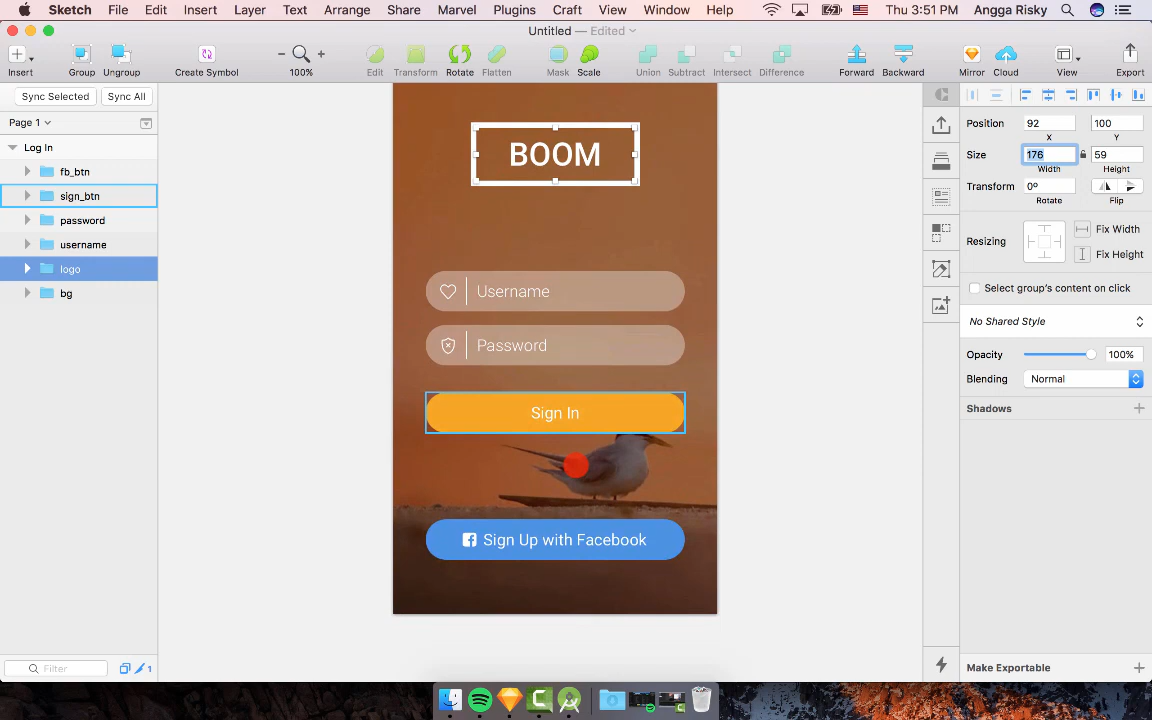 Sketch File Edit Insert Layer Text Arrange Share Marvel Plugins Craft View Window Help Thu 3:51 PM Angga Risky
Untitled — Edited
Insert Group Ungroup Create Symbol 100% Edit Transform Rotate Flatten Mask Scale Union Subtract Intersect Difference Forward Backward Mirror Cloud View Export
Sync Selected Sync All
Page 1
Log In
fb_btn
sign_btn
password
username
logo
bg
Filter
1
BOOM
Username
Password
Sign In
Sign Up with Facebook
Position 92 100
X Y
Size 176 59
Width Height
Transform 0º
Rotate Flip
Resizing Fix Width
Fix Height
Select group's content on click
No Shared Style
Opacity 100%
Blending Normal
Shadows
Make Exportable